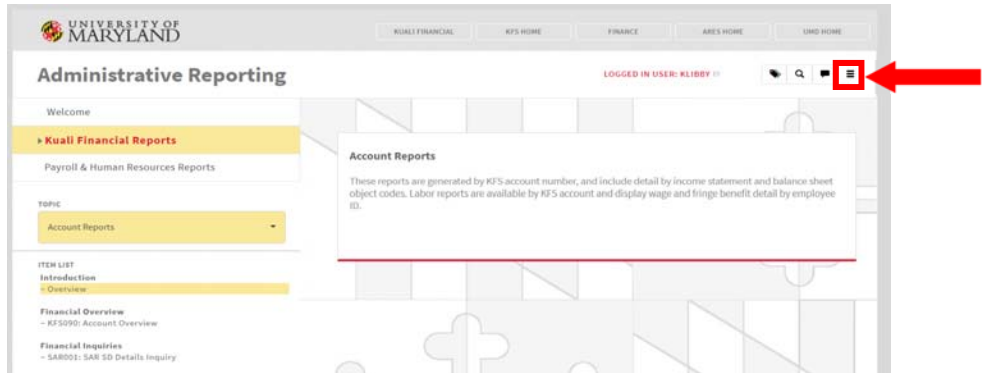 UNIVERSITY OF
MARYLAND
KUALI FINANCIAL
KFS HOME
FINANCE
ARES HOME
UMD HOME
Administrative Reporting
LOGGED IN USER: KLIBBY
Welcome
Kuali Financial Reports
Payroll & Human Resources Reports
TOPIC
Account Reports
ITEM LIST
Introduction
– Overview
Financial Overview
– KFS090: Account Overview
Financial Inquiries
– SAR001: SAR SD Details Inquiry
Account Reports
These reports are generated by KFS account number, and include detail by income statement and balance sheet
object codes. Labor reports are available by KFS account and display wage and fringe benefit detail by employee
ID.